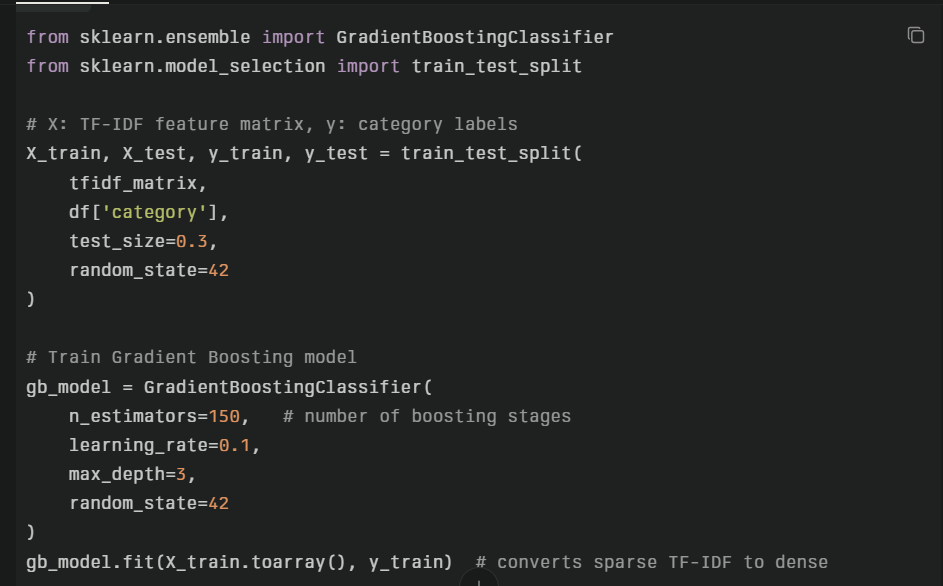 from sklearn.ensemble import GradientBoostingClassifier
from sklearn.model_selection import train_test_split

# X: TF-IDF feature matrix, y: category labels
X_train, X_test, y_train, y_test = train_test_split(
    tfidf_matrix,
    df['category'],
    test_size=0.3,
    random_state=42
)

# Train Gradient Boosting model
gb_model = GradientBoostingClassifier(
    n_estimators=150,   # number of boosting stages
    learning_rate=0.1,
    max_depth=3,
    random_state=42
)
gb_model.fit(X_train.toarray(), y_train)  # converts sparse TF-IDF to dense